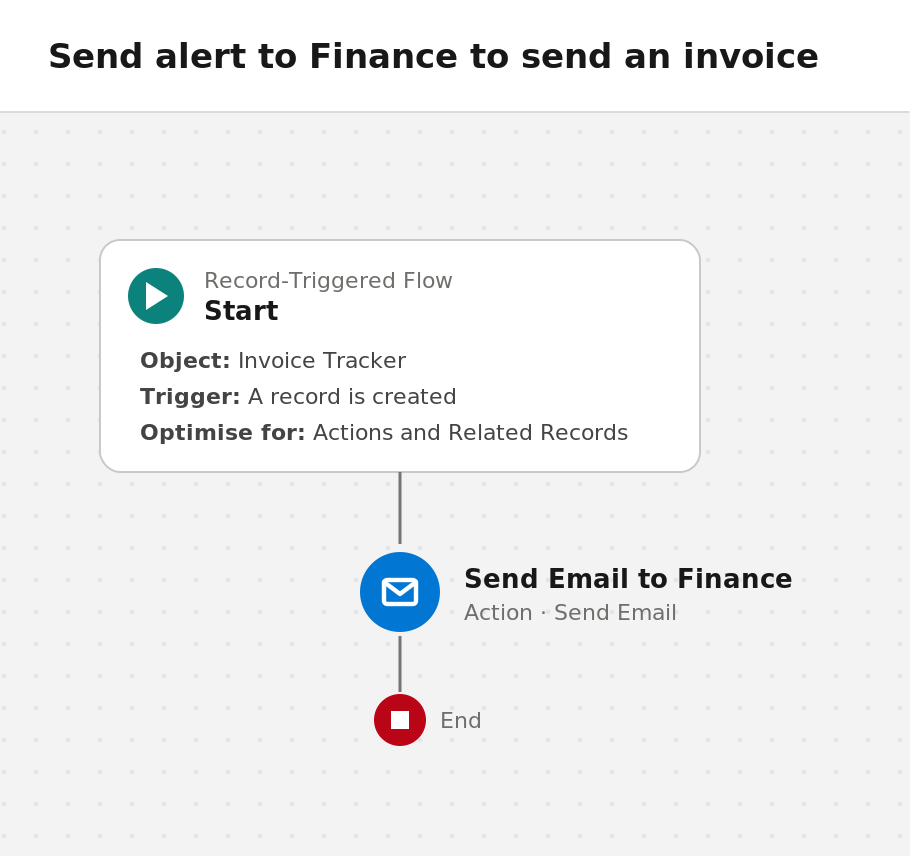 Send alert to Finance to send an invoice
Record-Triggered Flow
Start
Object: Invoice Tracker
Trigger: A record is created
Optimise for: Actions and Related Records
Send Email to Finance
Action · Send Email
End